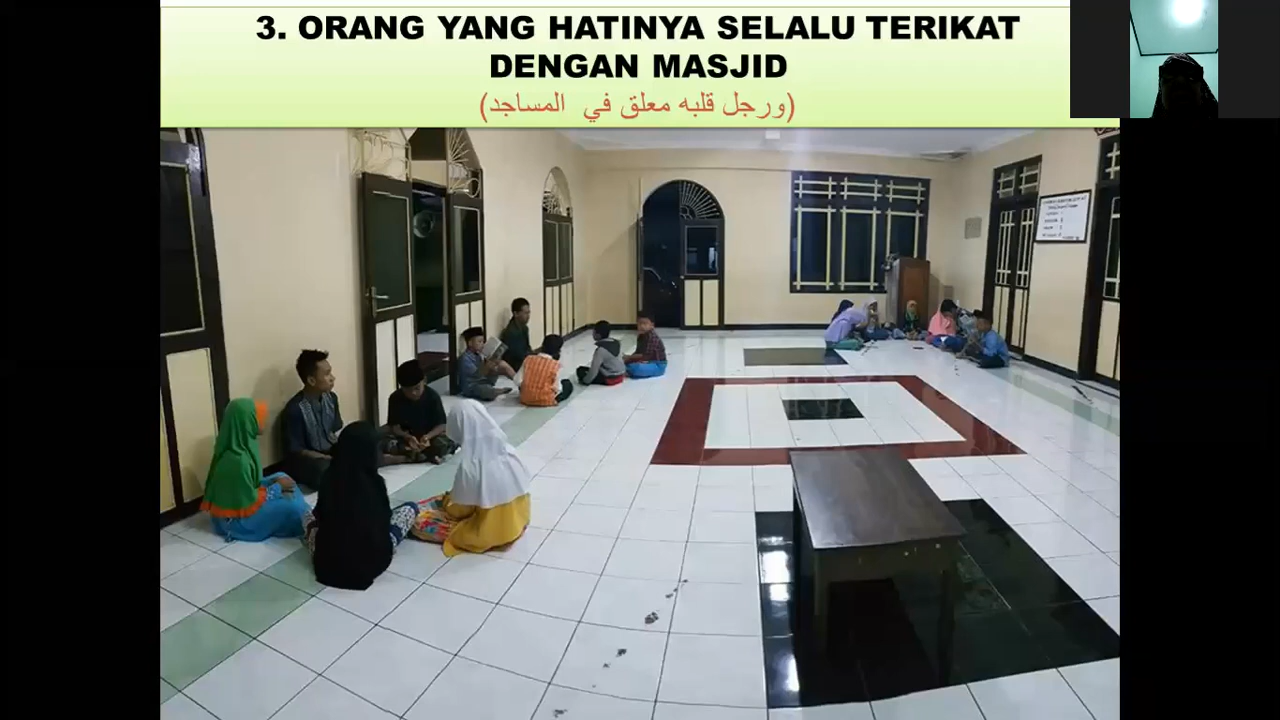 3. ORANG YANG HATINYA SELALU TERIKAT
DENGAN MASJID
(ورجل قلبه معلق في المساجد)